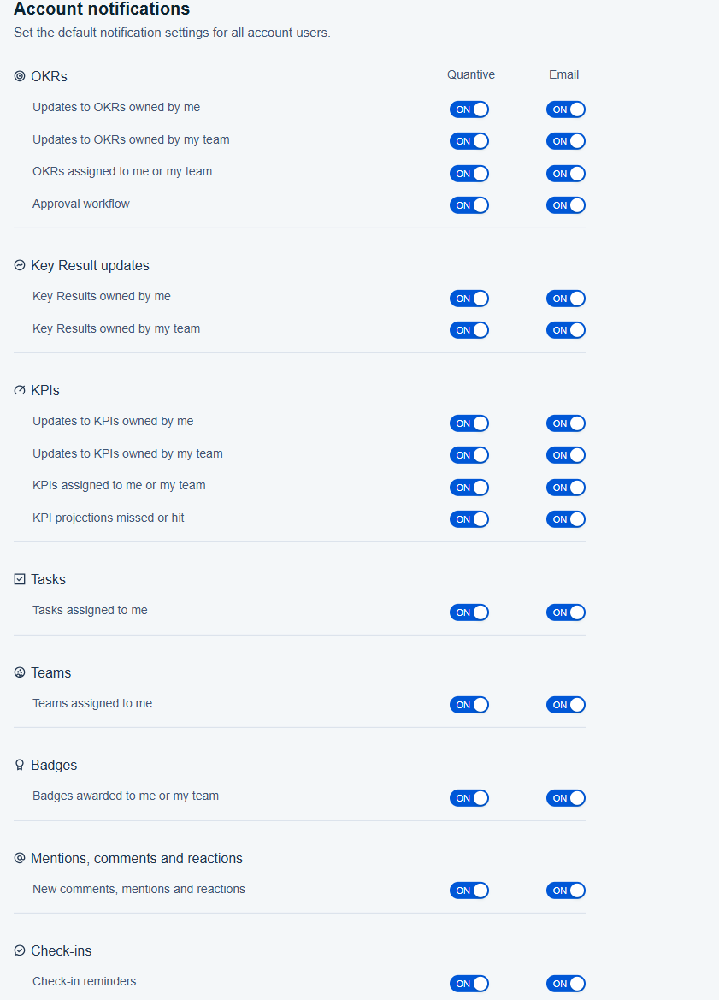 Account notifications
Set the default notification settings for all account users.
OKRs Quantive Email
Updates to OKRs owned by me ON ON
Updates to OKRs owned by my team ON ON
OKRs assigned to me or my team ON ON
Approval workflow ON ON
Key Result updates
Key Results owned by me ON ON
Key Results owned by my team ON ON
KPIs
Updates to KPIs owned by me ON ON
Updates to KPIs owned by my team ON ON
KPIs assigned to me or my team ON ON
KPI projections missed or hit ON ON
Tasks
Tasks assigned to me ON ON
Teams
Teams assigned to me ON ON
Badges
Badges awarded to me or my team ON ON
Mentions, comments and reactions
New comments, mentions and reactions ON ON
Check-ins
Check-in reminders ON ON